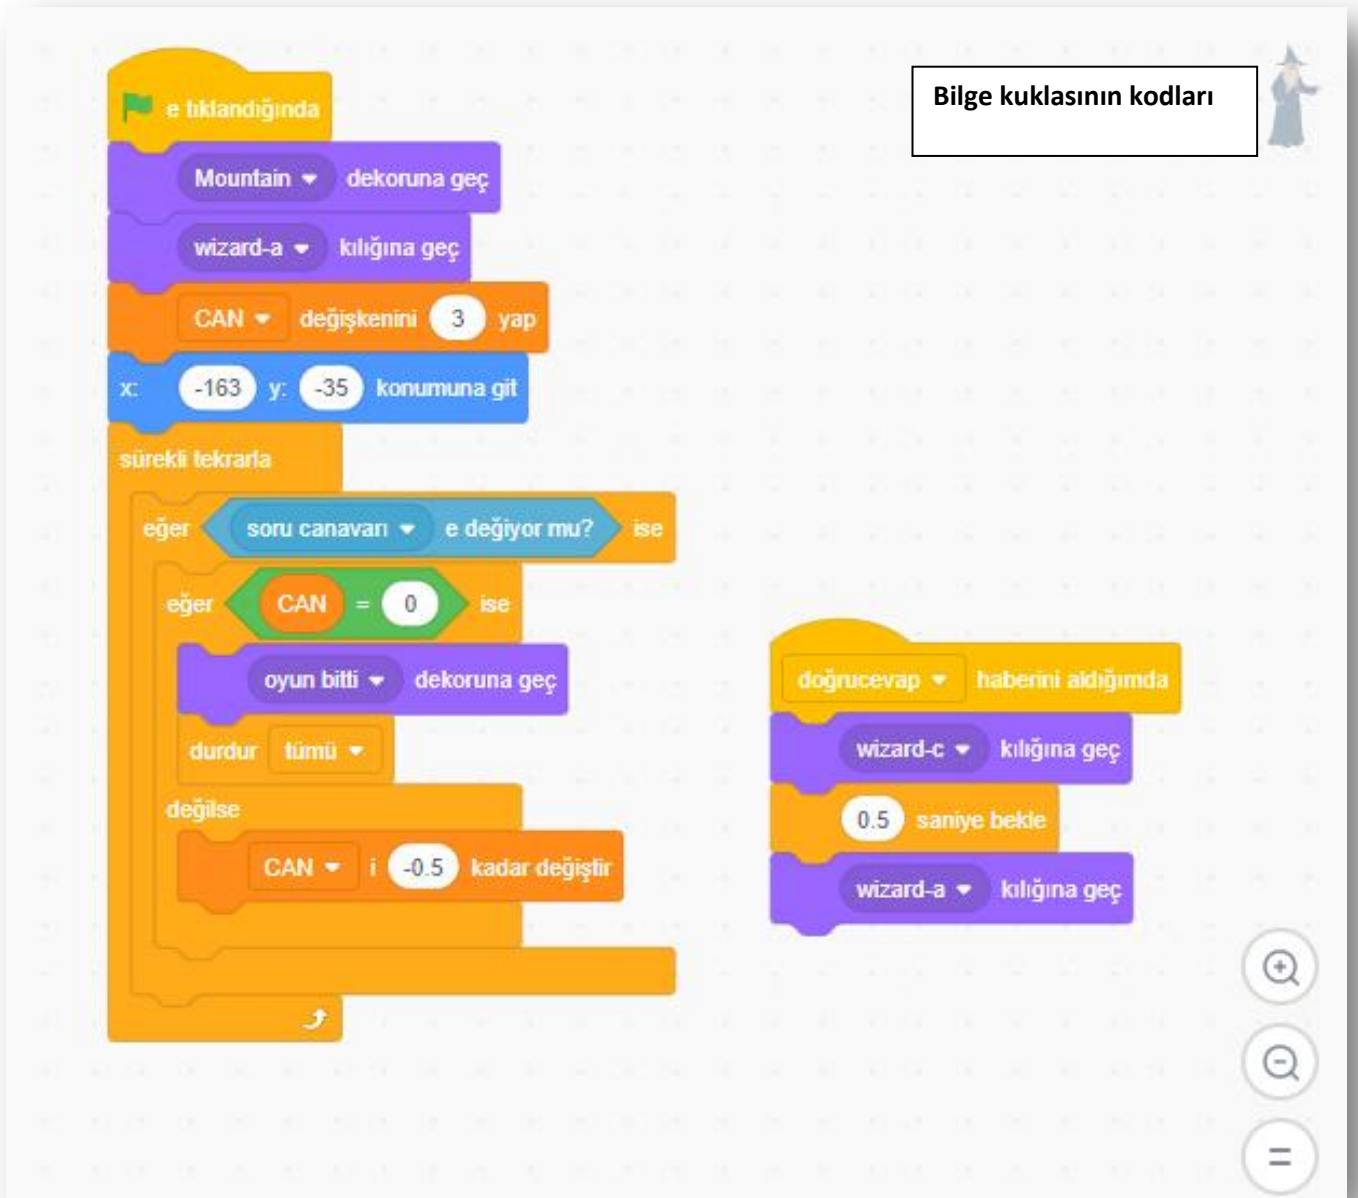 Bilge kuklasının kodları
e tıklandığında
Mountain dekoruna geç
wizard-a kılığına geç
CAN değişkenini 3 yap
x: -163 y: -35 konumuna git
sürekli tekrarla
eğer soru canavarı e değiyor mu? ise
eğer CAN = 0 ise
oyun bitti dekoruna geç
durdur tümü
değilse
CAN i -0.5 kadar değiştir
doğrucevap haberini aldığımda
wizard-c kılığına geç
0.5 saniye bekle
wizard-a kılığına geç